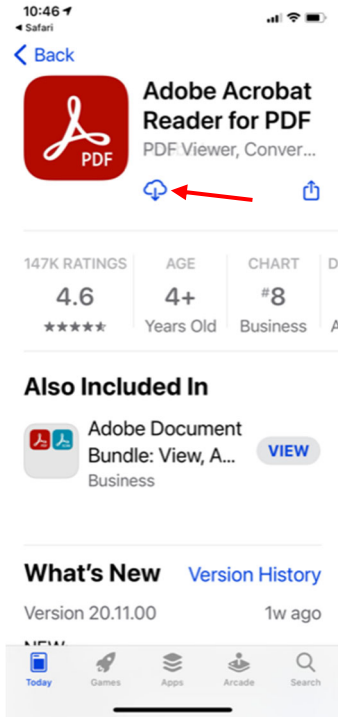 10:46
Safari
Back
Adobe Acrobat
Reader for PDF
PDF Viewer, Conver...
PDF
147K RATINGS AGE CHART D
4.6 4+ #8
Years Old Business A
Also Included In
Adobe Document
Bundle: View, A...
Business
VIEW
What's New Version History
Version 20.11.00 1w ago
NEW:
Today Games Apps Arcade Search